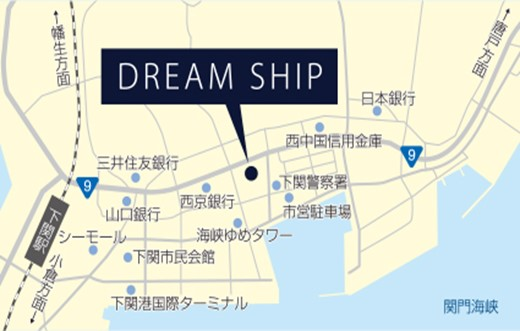 ←幡生方面
唐戸方面→
DREAM SHIP
日本銀行
西中国信用金庫
9
三井住友銀行
9
下関警察署
西京銀行
山口銀行
市営駐車場
下関駅
シーモール
海峡ゆめタワー
下関市民会館
小倉方面→
下関港国際ターミナル
関門海峡